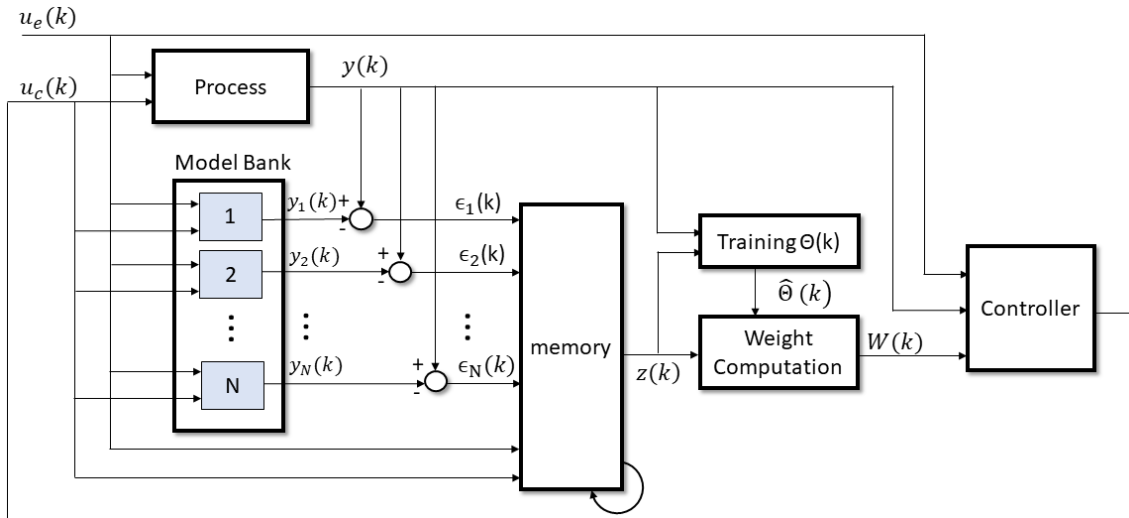 u_e(k)
u_c(k)
Process
y(k)
Model Bank
1
y_1(k)
+
-
ϵ_1(k)
2
y_2(k)
+
-
ϵ_2(k)
Training Θ(k)
Θ̂ (k)
Controller
N
y_N(k)
+
-
ϵ_N(k)
memory
z(k)
Weight
Computation
W(k)